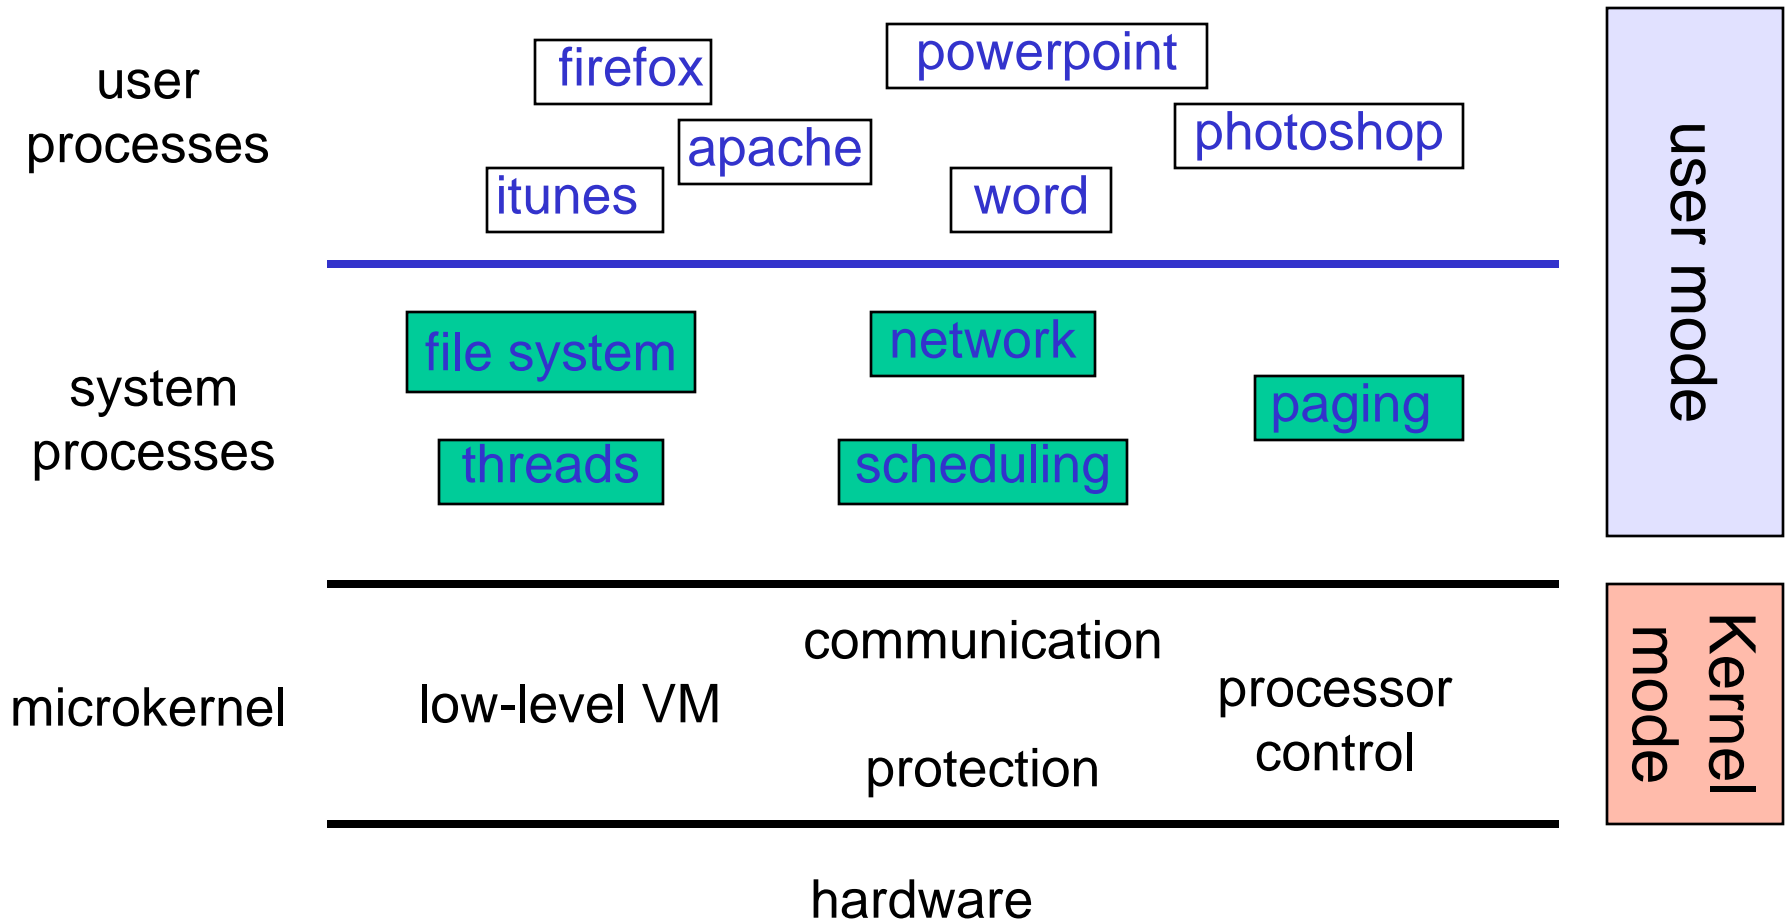 user
processes
firefox
powerpoint
apache
photoshop
itunes
word
user mode
system
processes
file system
network
paging
threads
scheduling
microkernel
low-level VM
communication
protection
processor
control
Kernel
mode
hardware